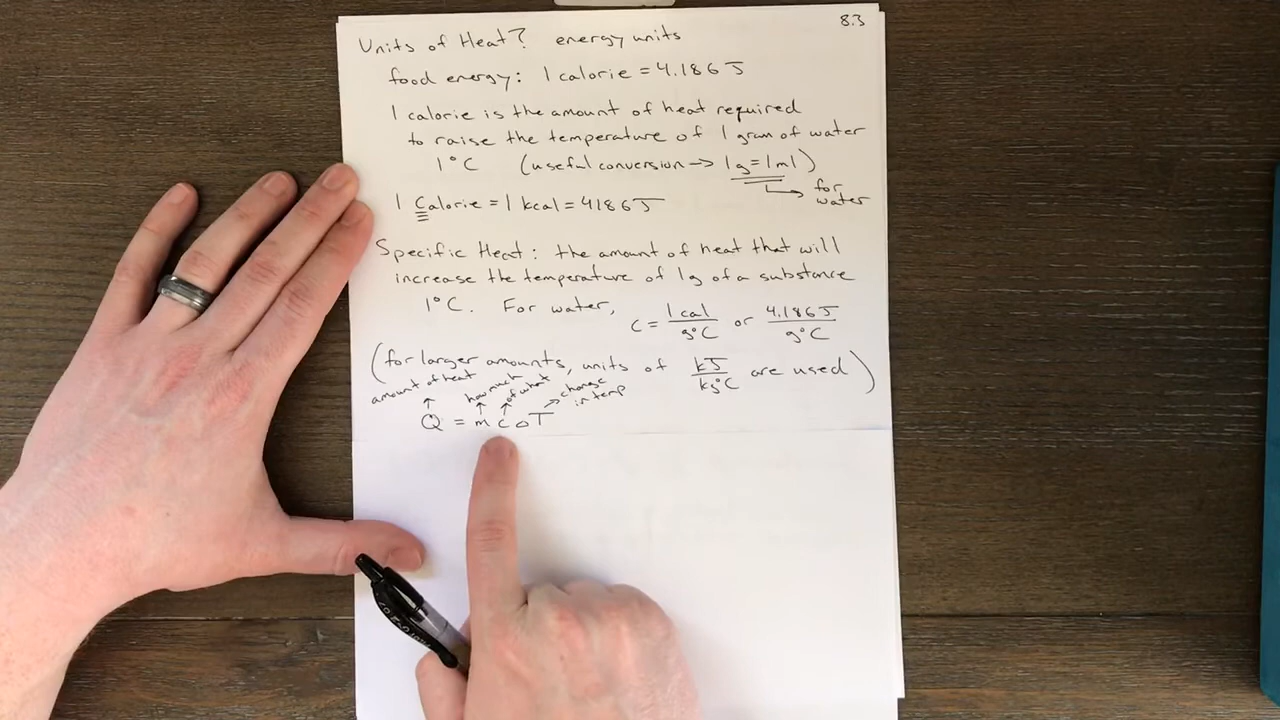 8.3
Units of Heat? energy units
food energy: 1 calorie = 4.186 J
1 calorie is the amount of heat required
to raise the temperature of 1 gram of water
1°C (useful conversion → 1g = 1ml)
for
water
1 Calorie = 1 kcal = 4186 J
Specific Heat: the amount of heat that will
increase the temperature of 1g of a substance
1°C. For water, c = 1 cal / g°C or 4.186 J / g°C
(for larger amounts, units of kJ / kg°C are used)
amount of heat how much of what change in temp
Q = mc△T